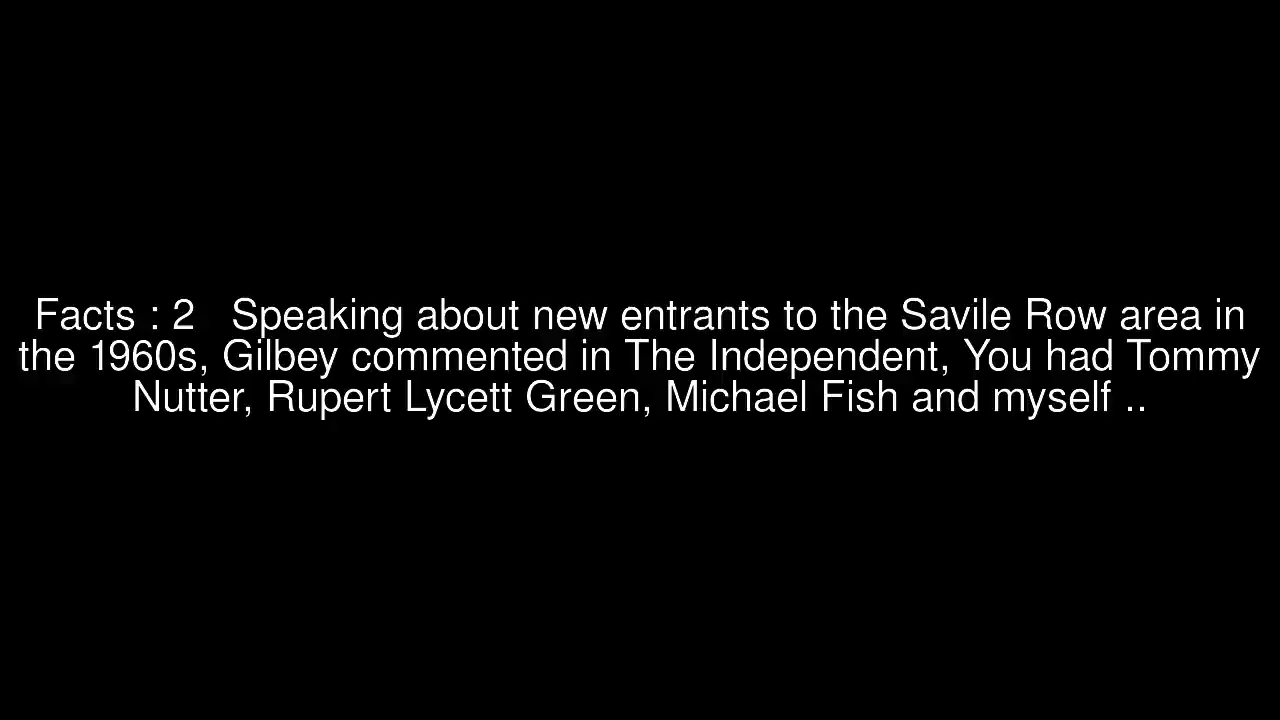 Facts : 2   Speaking about new entrants to the Savile Row area in
the 1960s, Gilbey commented in The Independent, You had Tommy
Nutter, Rupert Lycett Green, Michael Fish and myself ..